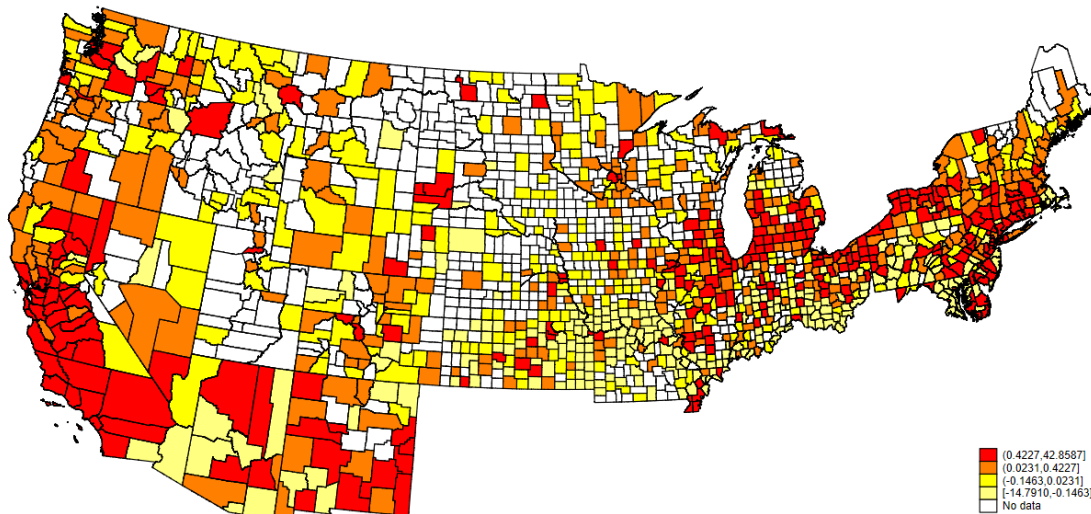 (0.4227,42.8587]
(0.0231,0.4227]
(-0.1463,0.0231]
[-14.7910,-0.1463]
No data